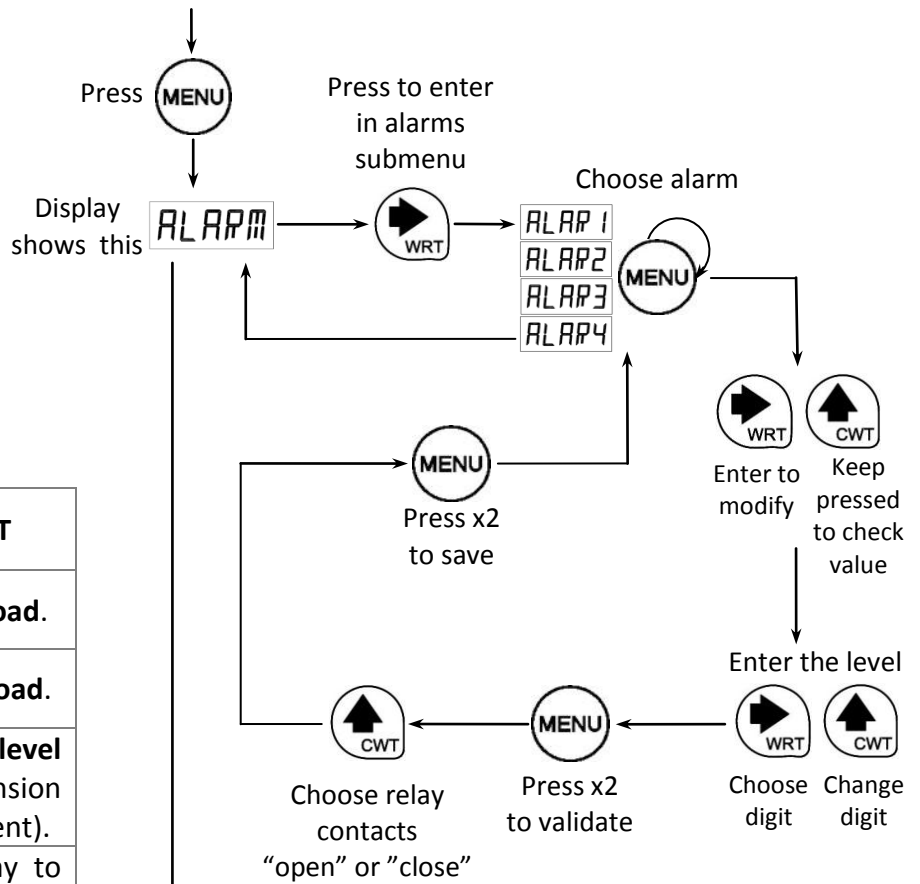 Press
MENU
Press to enter
in alarms
submenu
WRT
Display
shows this
ALARM
Choose alarm
ALAR1
ALAR2
ALAR3
ALAR4
MENU
WRT
Enter to
modify
CWT
Keep
pressed
to check
value
MENU
Press x2
to save
Enter the level
WRT
Choose
digit
CWT
Change
digit
MENU
Press x2
to validate
CWT
Choose relay
contacts
“open” or ”close”
T
oad.
oad.
level
nsion
ent).
to